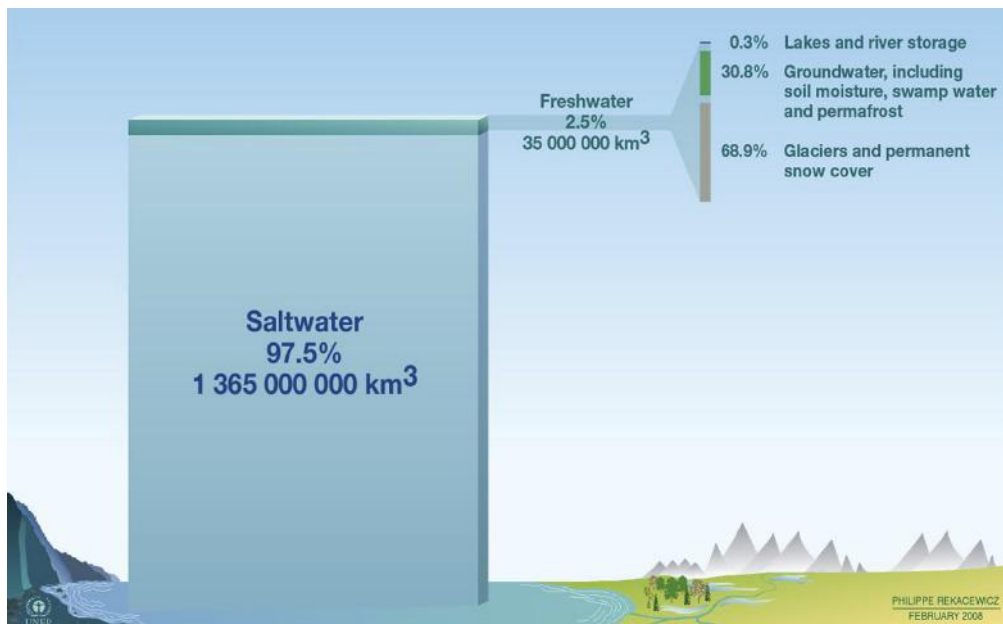 0.3% Lakes and river storage
30.8% Groundwater, including
soil moisture, swamp water
and permafrost
Freshwater
2.5%
35 000 000 km³
68.9% Glaciers and permanent
snow cover
Saltwater
97.5%
1 365 000 000 km³
UNEP
PHILIPPE REKACEWICZ
FEBRUARY 2008